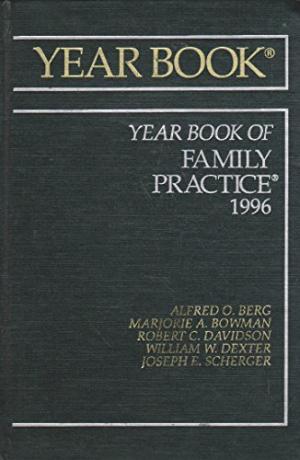 YEAR BOOK®
YEAR BOOK OF
FAMILY
PRACTICE®
1996
ALFRED O. BERG
MARJORIE A. BOWMAN
ROBERT C. DAVIDSON
WILLIAM W. DEXTER
JOSEPH E. SCHERGER